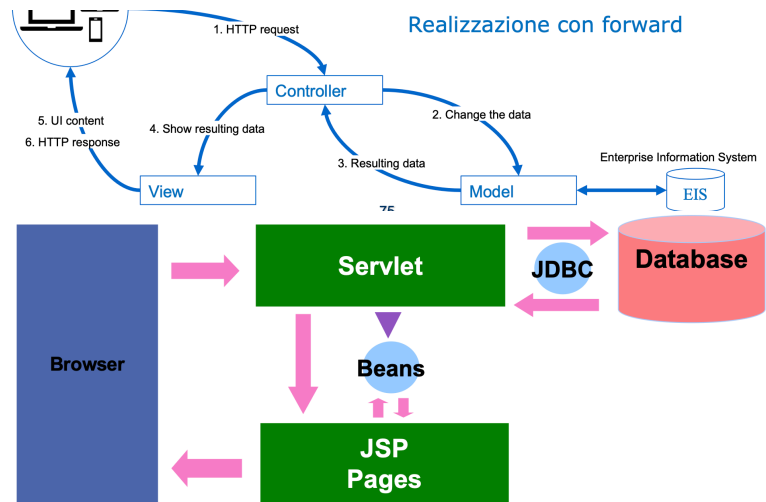 Realizzazione con forward
1. HTTP request
Controller
2. Change the data
5. UI content
6. HTTP response
4. Show resulting data
3. Resulting data
Enterprise Information System
View
Model
EIS
75
Servlet
JDBC
Database
Browser
Beans
JSP
Pages